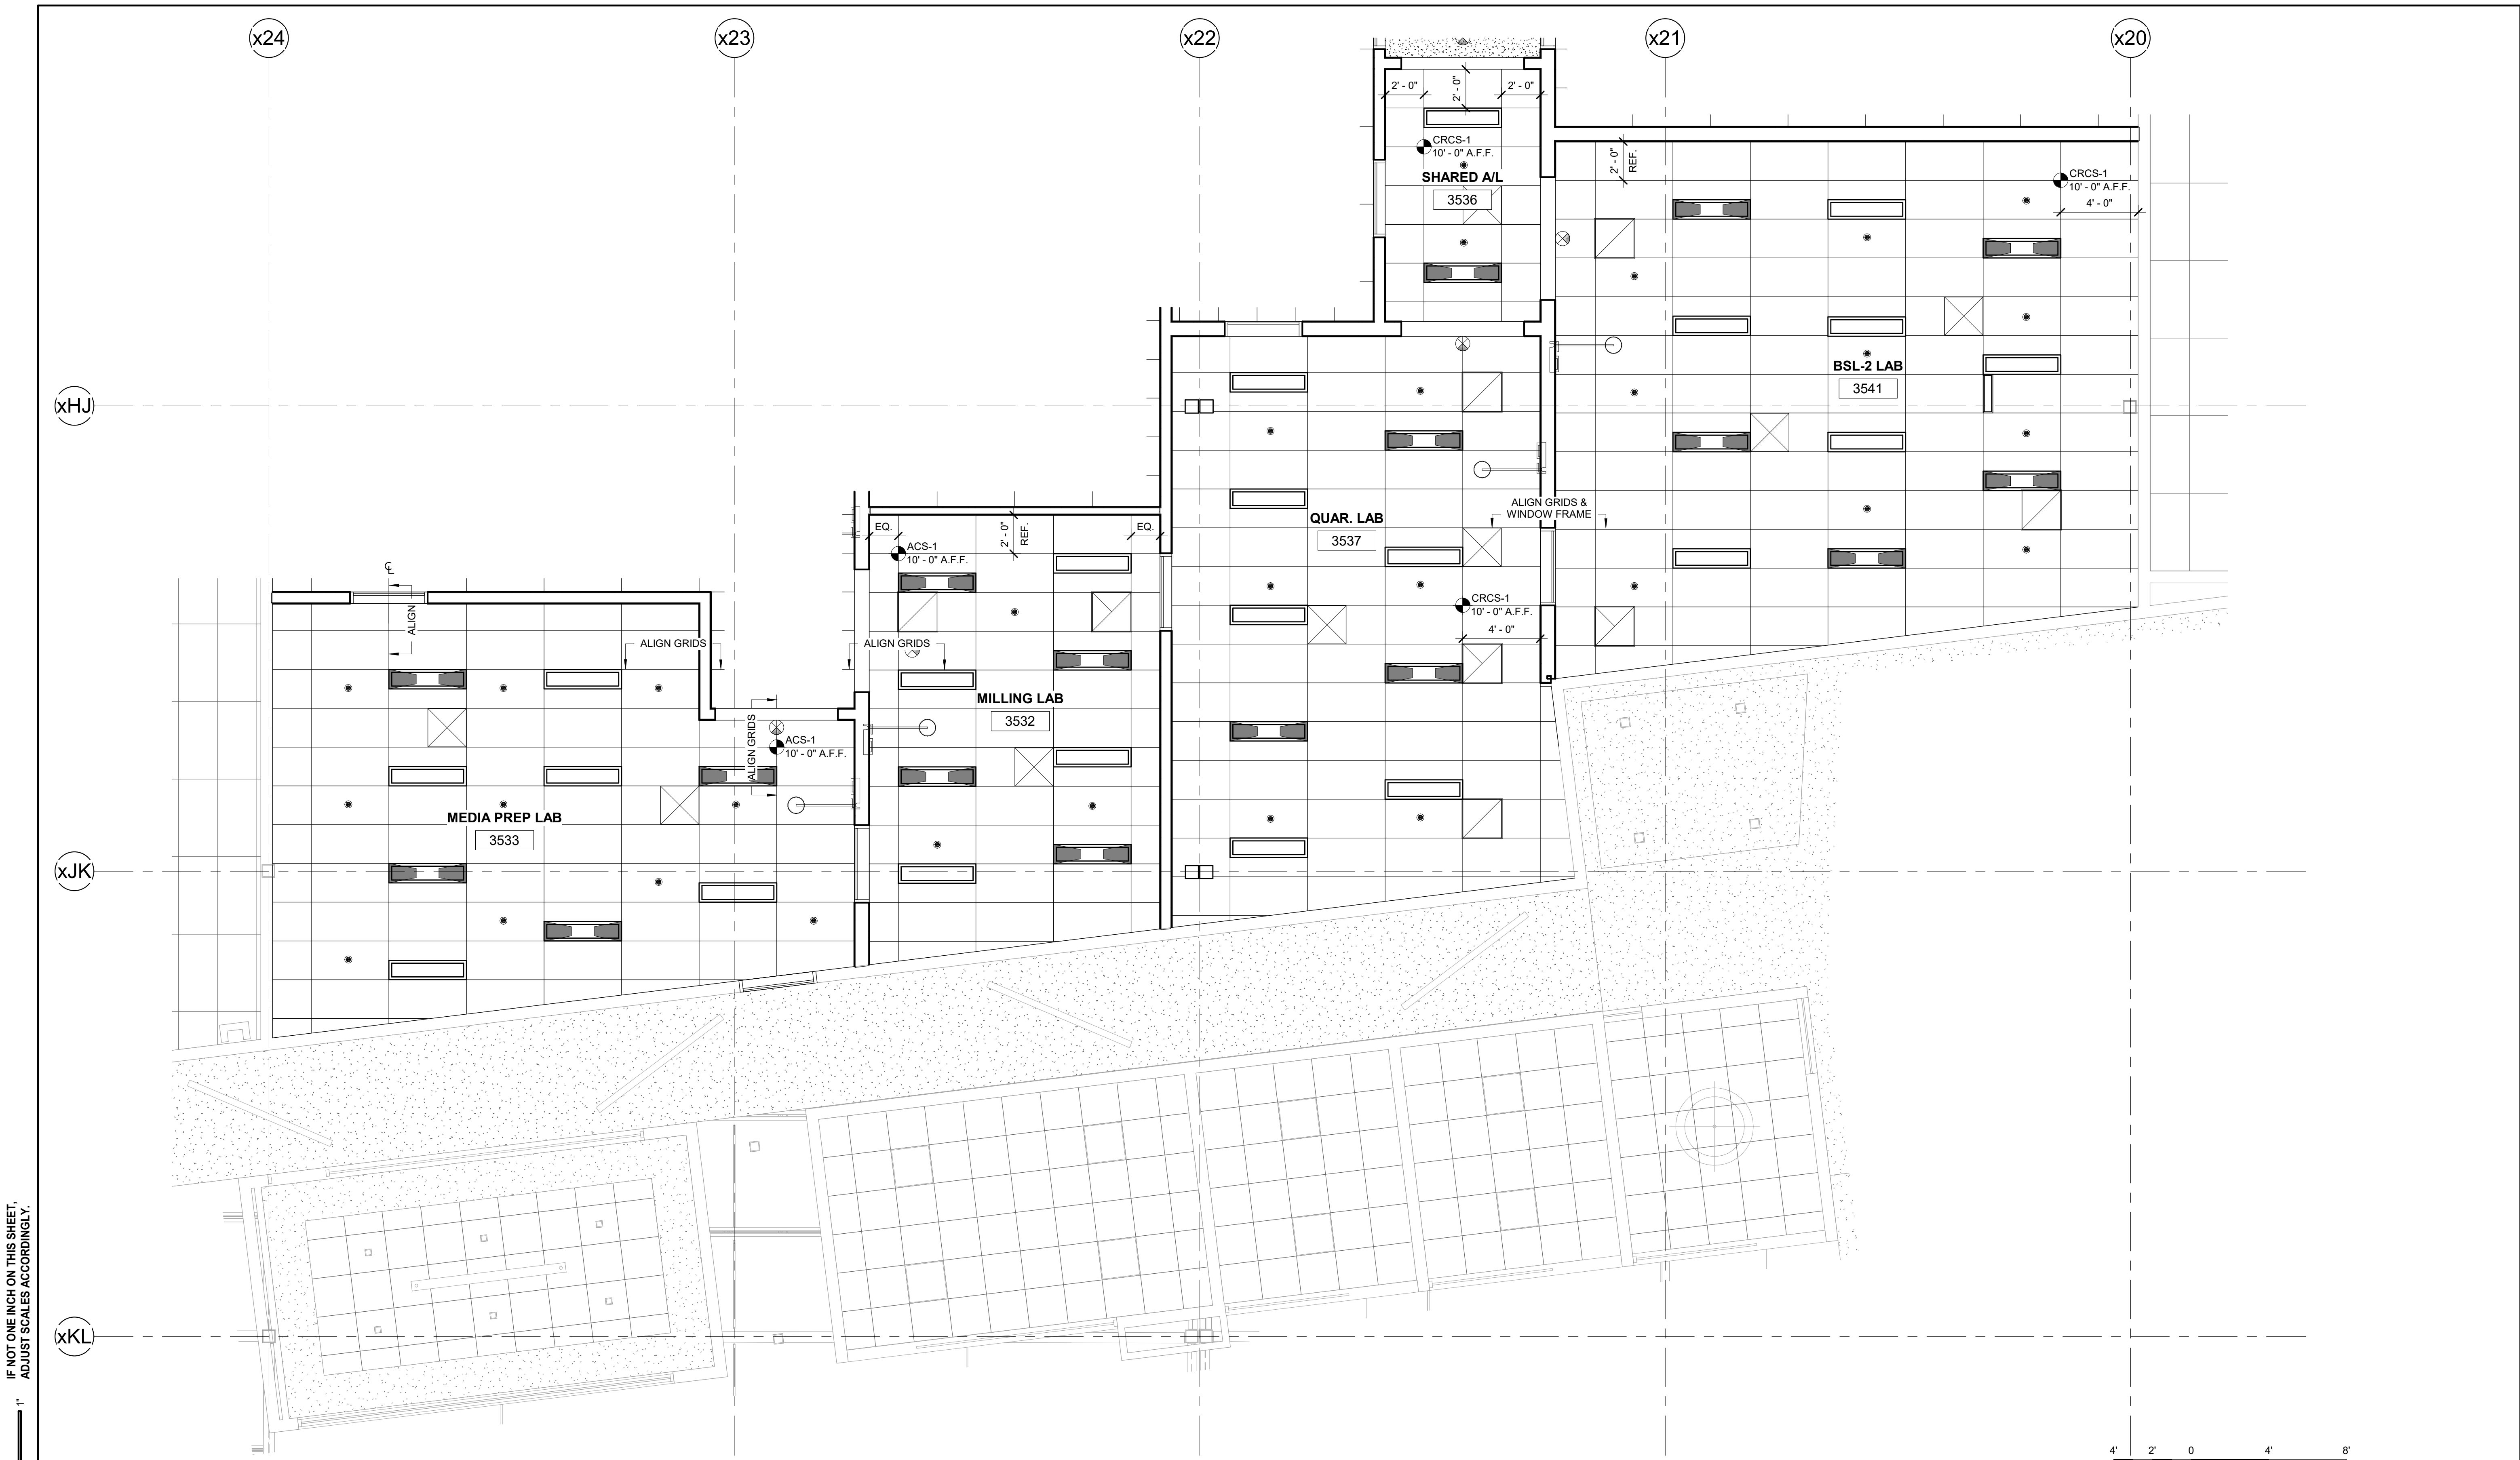 x24
x23
x22
x21
x20
2' - 0"
2' - 0"
2' - 0"
CRCS-1
10' - 0" A.F.F.
SHARED A/L
3536
2' - 0"
REF.
CRCS-1
10' - 0" A.F.F.
4' - 0"
xHJ
BSL-2 LAB
3541
ALIGN GRIDS &
WINDOW FRAME
QUAR. LAB
3537
EQ.
2' - 0"
REF.
EQ.
ACS-1
10' - 0" A.F.F.
CRCS-1
10' - 0" A.F.F.
4' - 0"
CL
ALIGN
ALIGN GRIDS
ALIGN GRIDS
MILLING LAB
3532
ALIGN GRIDS
ACS-1
10' - 0" A.F.F.
MEDIA PREP LAB
3533
xJK
xKL
IF NOT ONE INCH ON THIS SHEET,
ADJUST SCALES ACCORDINGLY.
1"
4' 2' 0 4' 8'